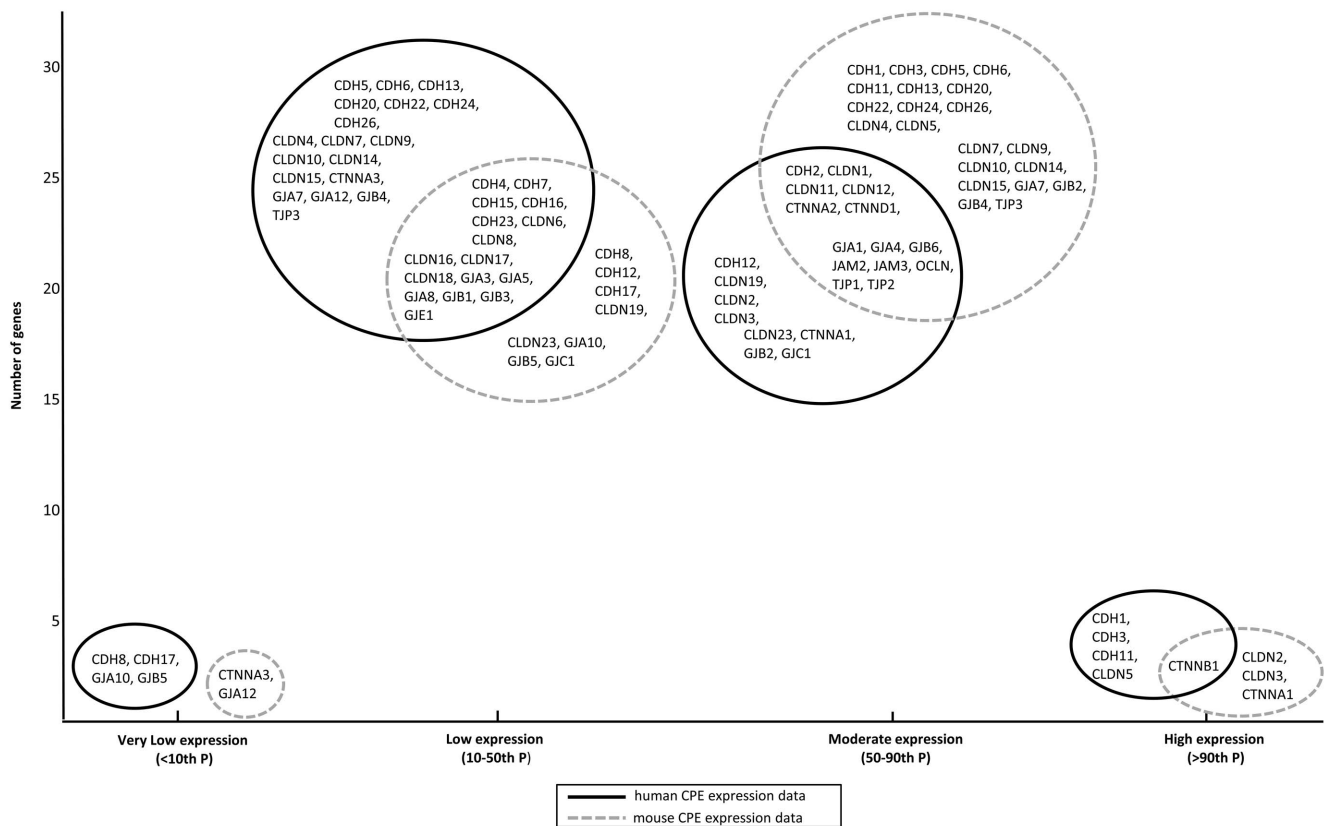 Number of genes
30
25
20
15
10
5
CDH5, CDH6, CDH13,
CDH20, CDH22, CDH24,
CDH26,
CLDN4, CLDN7, CLDN9,
CLDN10, CLDN14,
CLDN15, CTNNA3,
GJA7, GJA12, GJB4,
TJP3
CDH4, CDH7,
CDH15, CDH16,
CDH23, CLDN6,
CLDN8,
CLDN16, CLDN17,
CLDN18, GJA3, GJA5,
GJA8, GJB1, GJB3,
GJE1
CDH8,
CDH12,
CDH17,
CLDN19,
CLDN23, GJA10,
GJB5, GJC1
CDH1, CDH3, CDH5, CDH6,
CDH11, CDH13, CDH20,
CDH22, CDH24, CDH26,
CLDN4, CLDN5,
CLDN7, CLDN9,
CLDN10, CLDN14,
CLDN15, GJA7, GJB2,
GJB4, TJP3
CDH2, CLDN1,
CLDN11, CLDN12,
CTNNA2, CTNND1,
GJA1, GJA4, GJB6,
JAM2, JAM3, OCLN,
TJP1, TJP2
CDH12,
CLDN19,
CLDN2,
CLDN3,
CLDN23, CTNNA1,
GJB2, GJC1
CDH8, CDH17,
GJA10, GJB5
CTNNA3,
GJA12
CDH1,
CDH3,
CDH11,
CLDN5
CTNNB1
CLDN2,
CLDN3,
CTNNA1
Very Low expression
(<10th P)
Low expression
(10-50th P)
Moderate expression
(50-90th P)
High expression
(>90th P)
human CPE expression data
mouse CPE expression data